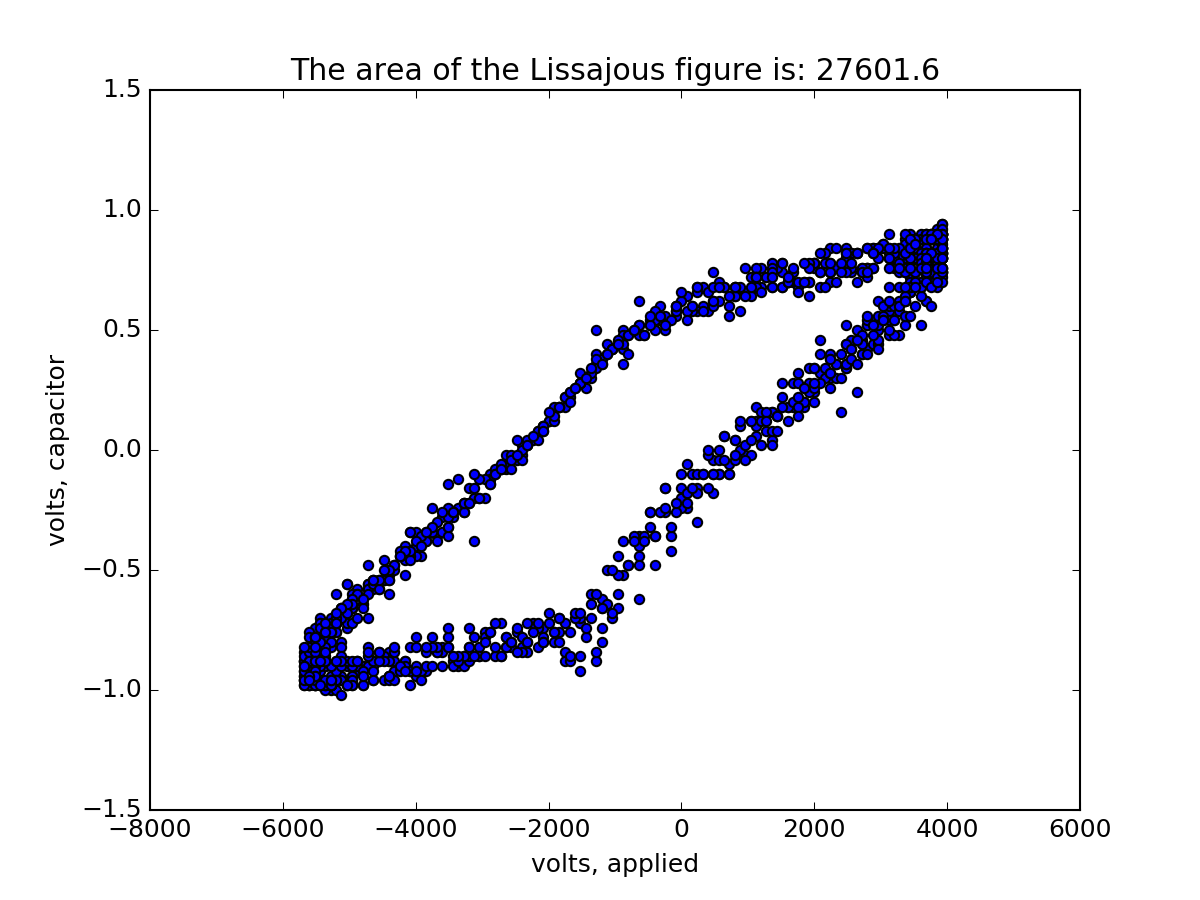 The area of the Lissajous figure is: 27601.6
1.5
1.0
0.5
0.0
−0.5
−1.0
−1.5
volts, capacitor
−8000 −6000 −4000 −2000 0 2000 4000 6000
volts, applied